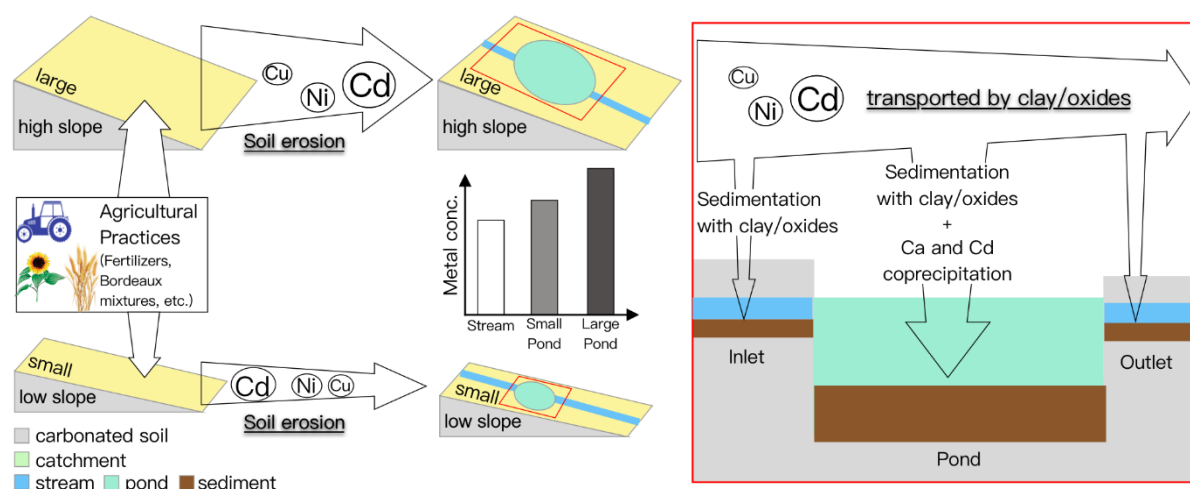 large
high slope
Cu
Ni
Cd
Soil erosion
large
high slope
Agricultural
Practices
(Fertilizers,
Bordeaux
mixtures, etc.)
Metal conc.
Stream
Small
Pond
Large
Pond
small
low slope
Cd
Ni
Cu
Soil erosion
small
low slope
carbonated soil
catchment
stream
pond
sediment
Cu
Ni
Cd
transported by clay/oxides
Sedimentation
with clay/oxides
Sedimentation
with clay/oxides
+
Ca and Cd
coprecipitation
Inlet
Outlet
Pond